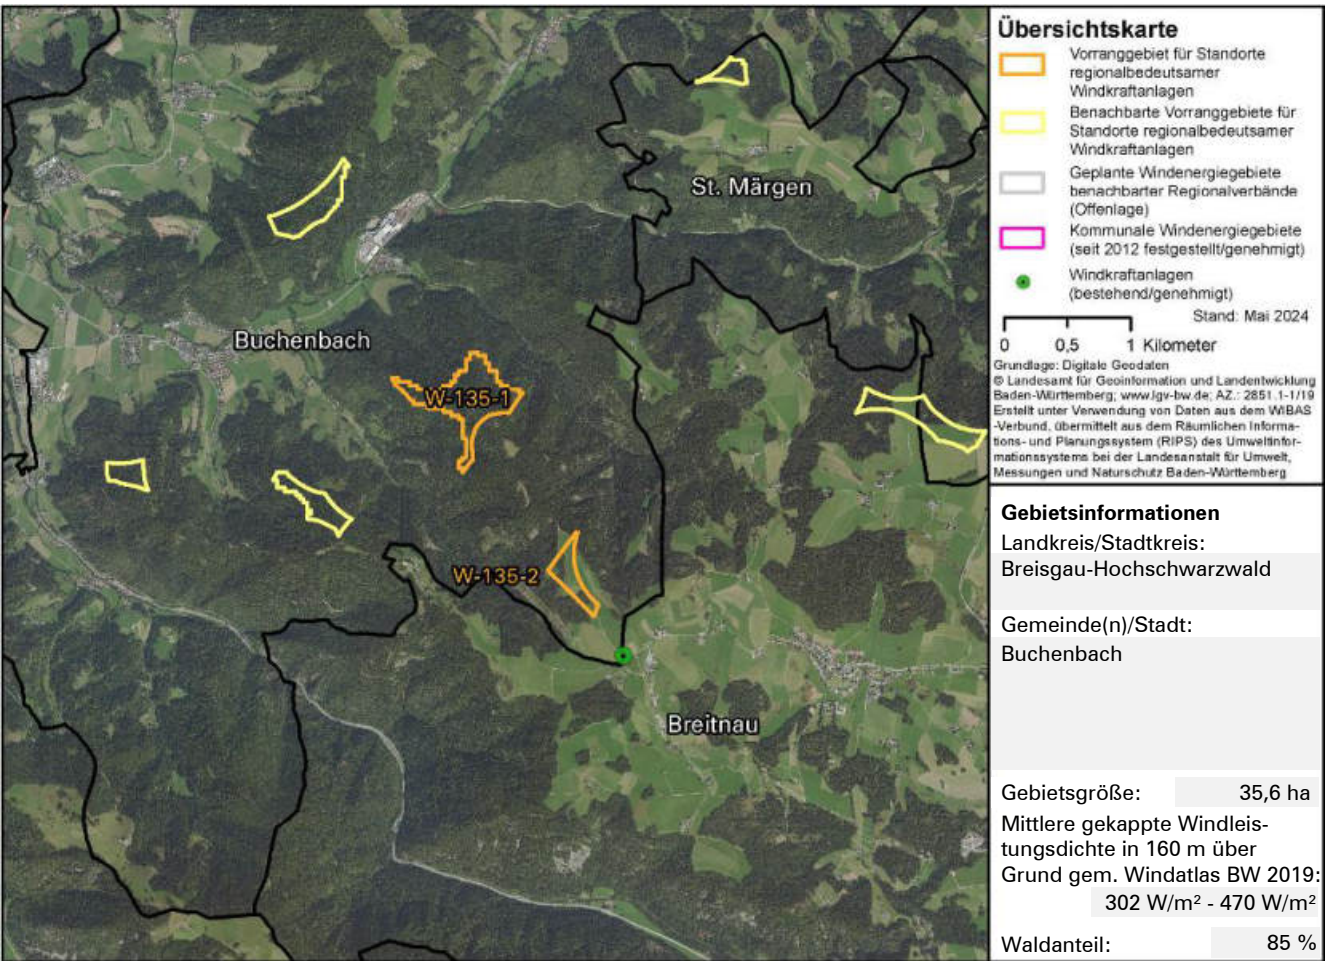 St. Märgen
Buchenbach
W-135-1
W-135-2
Breitnau
Übersichtskarte
Vorranggebiet für Standorte
regionalbedeutsamer
Windkraftanlagen
Benachbarte Vorranggebiete für
Standorte regionalbedeutsamer
Windkraftanlagen
Geplante Windenergiegebiete
benachbarter Regionalverbände
(Offenlage)
Kommunale Windenergiegebiete
(seit 2012 festgestellt/genehmigt)
Windkraftanlagen
(bestehend/genehmigt)
Stand: Mai 2024
0 0,5 1 Kilometer
Grundlage: Digitale Geodaten
© Landesamt für Geoinformation und Landentwicklung
Baden-Württemberg; www.lgv-bw.de; AZ.: 2851.1-1/19
Erstellt unter Verwendung von Daten aus dem WIBAS
-Verbund, übermittelt aus dem Räumlichen Informa-
tions- und Planungssystem (RIPS) des Umweltinfor-
mationssystems bei der Landesanstalt für Umwelt,
Messungen und Naturschutz Baden-Württemberg
Gebietsinformationen
Landkreis/Stadtkreis:
Breisgau-Hochschwarzwald
Gemeinde(n)/Stadt:
Buchenbach
Gebietsgröße: 35,6 ha
Mittlere gekappte Windleis-
tungsdichte in 160 m über
Grund gem. Windatlas BW 2019:
302 W/m² - 470 W/m²
Waldanteil: 85 %